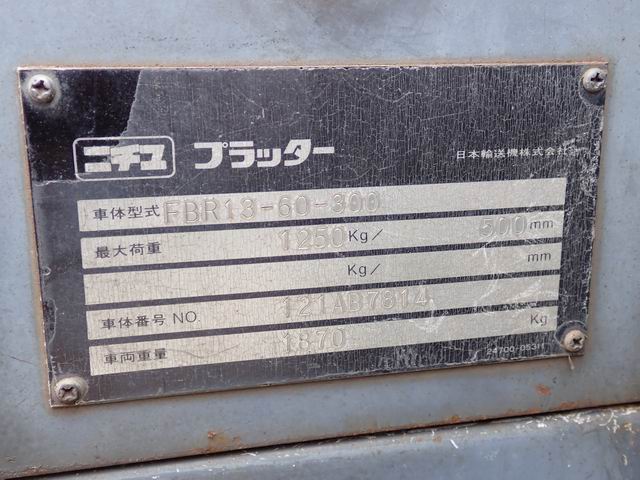 ニチユ プラッター 日本輸送機株式会社
車体型式 FBR13-60-300
最大荷重 1250 Kg/ 500 mm
Kg/ mm
車体番号 NO. 121AB7814
車両重量 1870 Kg